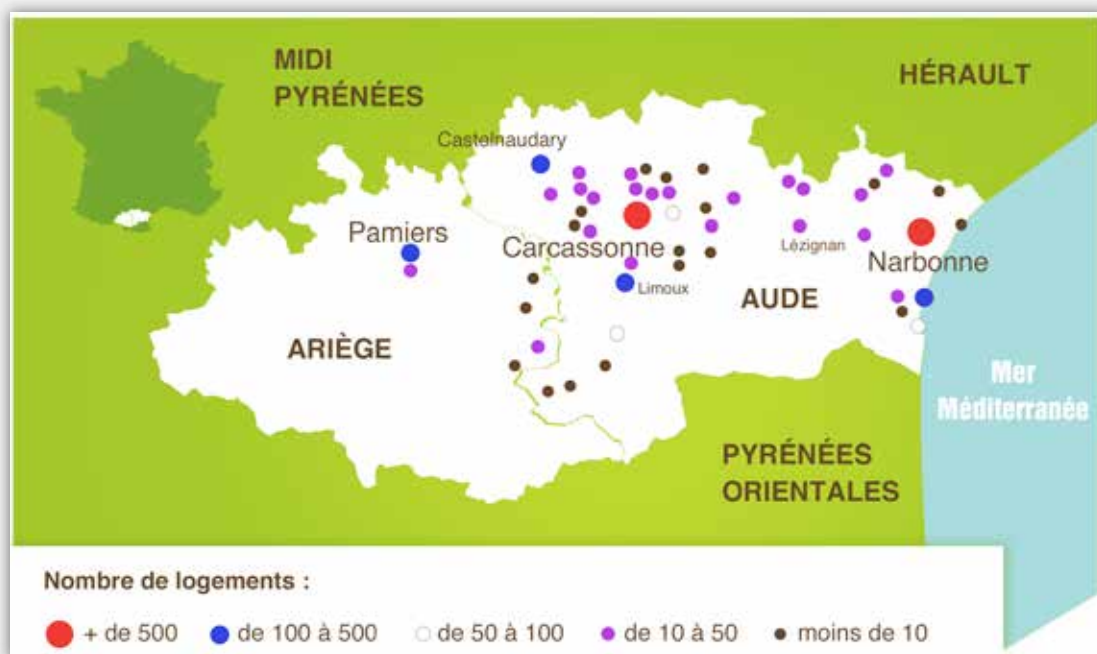 MIDI
PYRÉNÉES
HÉRAULT
Castelnaudary
Pamiers
Carcassonne
Lézignan
Narbonne
Limoux
AUDE
ARIÈGE
Mer
Méditerranée
PYRÉNÉES
ORIENTALES
Nombre de logements :
+ de 500
de 100 à 500
de 50 à 100
de 10 à 50
moins de 10